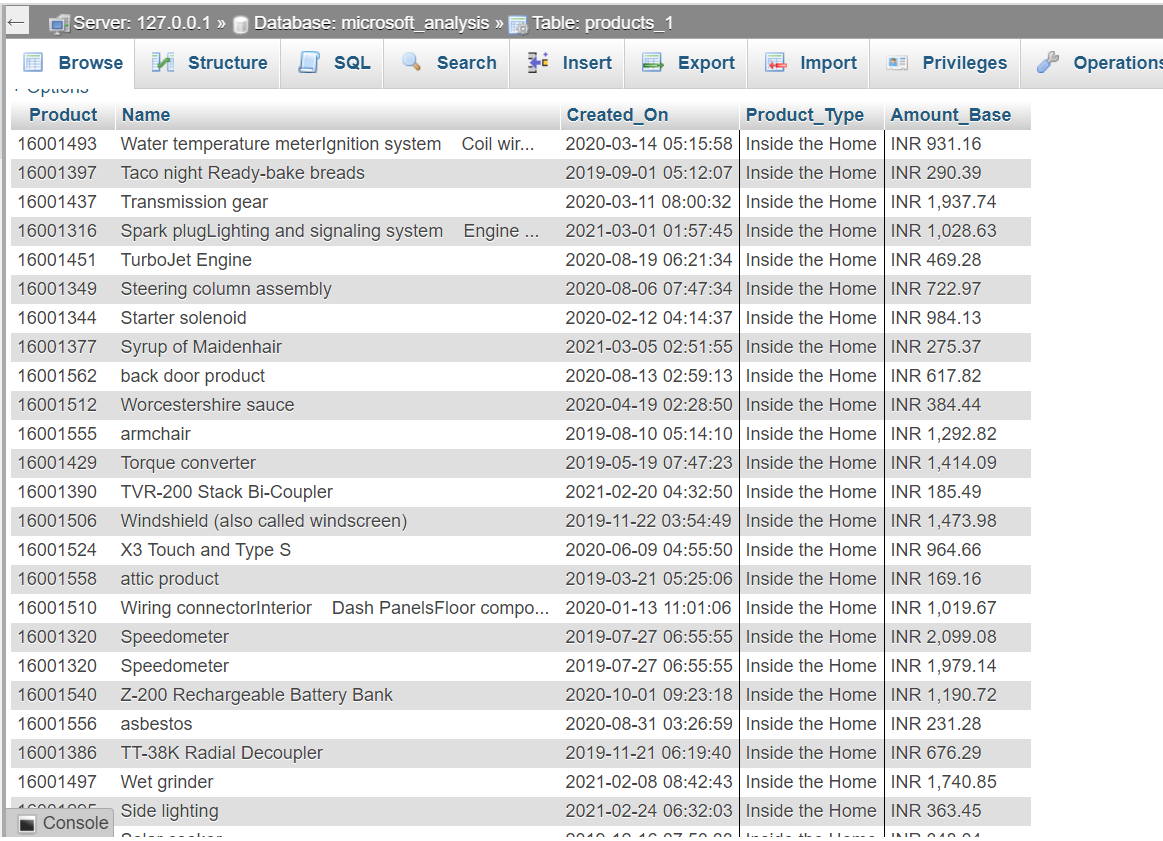 ← Server: 127.0.0.1 » Database: microsoft_analysis » Table: products_1
Browse Structure SQL Search Insert Export Import Privileges Operations
+ Options
Product Name Created_On Product_Type Amount_Base
16001493 Water temperature meterIgnition system Coil wir... 2020-03-14 05:15:58 Inside the Home INR 931.16
16001397 Taco night Ready-bake breads 2019-09-01 05:12:07 Inside the Home INR 290.39
16001437 Transmission gear 2020-03-11 08:00:32 Inside the Home INR 1,937.74
16001316 Spark plugLighting and signaling system Engine ... 2021-03-01 01:57:45 Inside the Home INR 1,028.63
16001451 TurboJet Engine 2020-08-19 06:21:34 Inside the Home INR 469.28
16001349 Steering column assembly 2020-08-06 07:47:34 Inside the Home INR 722.97
16001344 Starter solenoid 2020-02-12 04:14:37 Inside the Home INR 984.13
16001377 Syrup of Maidenhair 2021-03-05 02:51:55 Inside the Home INR 275.37
16001562 back door product 2020-08-13 02:59:13 Inside the Home INR 617.82
16001512 Worcestershire sauce 2020-04-19 02:28:50 Inside the Home INR 384.44
16001555 armchair 2019-08-10 05:14:10 Inside the Home INR 1,292.82
16001429 Torque converter 2019-05-19 07:47:23 Inside the Home INR 1,414.09
16001390 TVR-200 Stack Bi-Coupler 2021-02-20 04:32:50 Inside the Home INR 185.49
16001506 Windshield (also called windscreen) 2019-11-22 03:54:49 Inside the Home INR 1,473.98
16001524 X3 Touch and Type S 2020-06-09 04:55:50 Inside the Home INR 964.66
16001558 attic product 2019-03-21 05:25:06 Inside the Home INR 169.16
16001510 Wiring connectorInterior Dash PanelsFloor compo... 2020-01-13 11:01:06 Inside the Home INR 1,019.67
16001320 Speedometer 2019-07-27 06:55:55 Inside the Home INR 2,099.08
16001320 Speedometer 2019-07-27 06:55:55 Inside the Home INR 1,979.14
16001540 Z-200 Rechargeable Battery Bank 2020-10-01 09:23:18 Inside the Home INR 1,190.72
16001556 asbestos 2020-08-31 03:26:59 Inside the Home INR 231.28
16001386 TT-38K Radial Decoupler 2019-11-21 06:19:40 Inside the Home INR 676.29
16001497 Wet grinder 2021-02-08 08:42:43 Inside the Home INR 1,740.85
Side lighting 2021-02-24 06:32:03 Inside the Home INR 363.45
Console